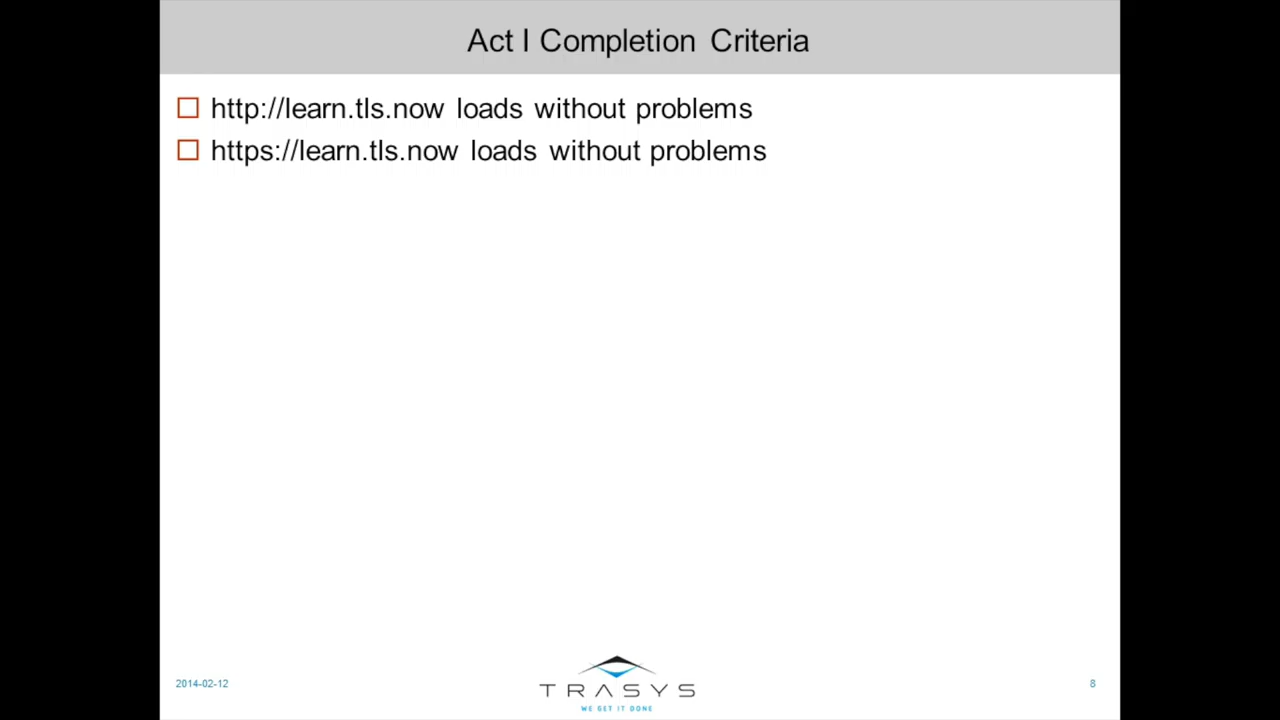 Act I Completion Criteria
http://learn.tls.now loads without problems
https://learn.tls.now loads without problems
2014-02-12
TRASYS
WE GET IT DONE
8